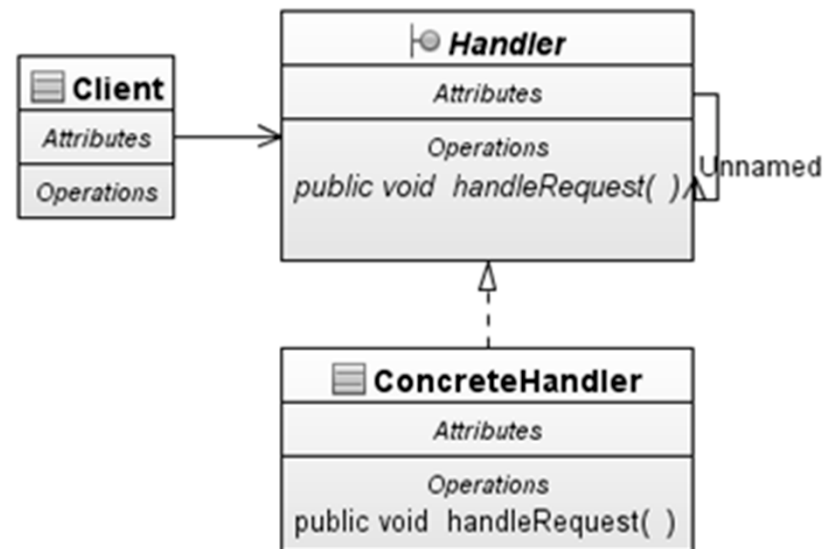 Client
Attributes
Operations
Handler
Attributes
Operations
public void handleRequest( )
Unnamed
ConcreteHandler
Attributes
Operations
public void handleRequest( )